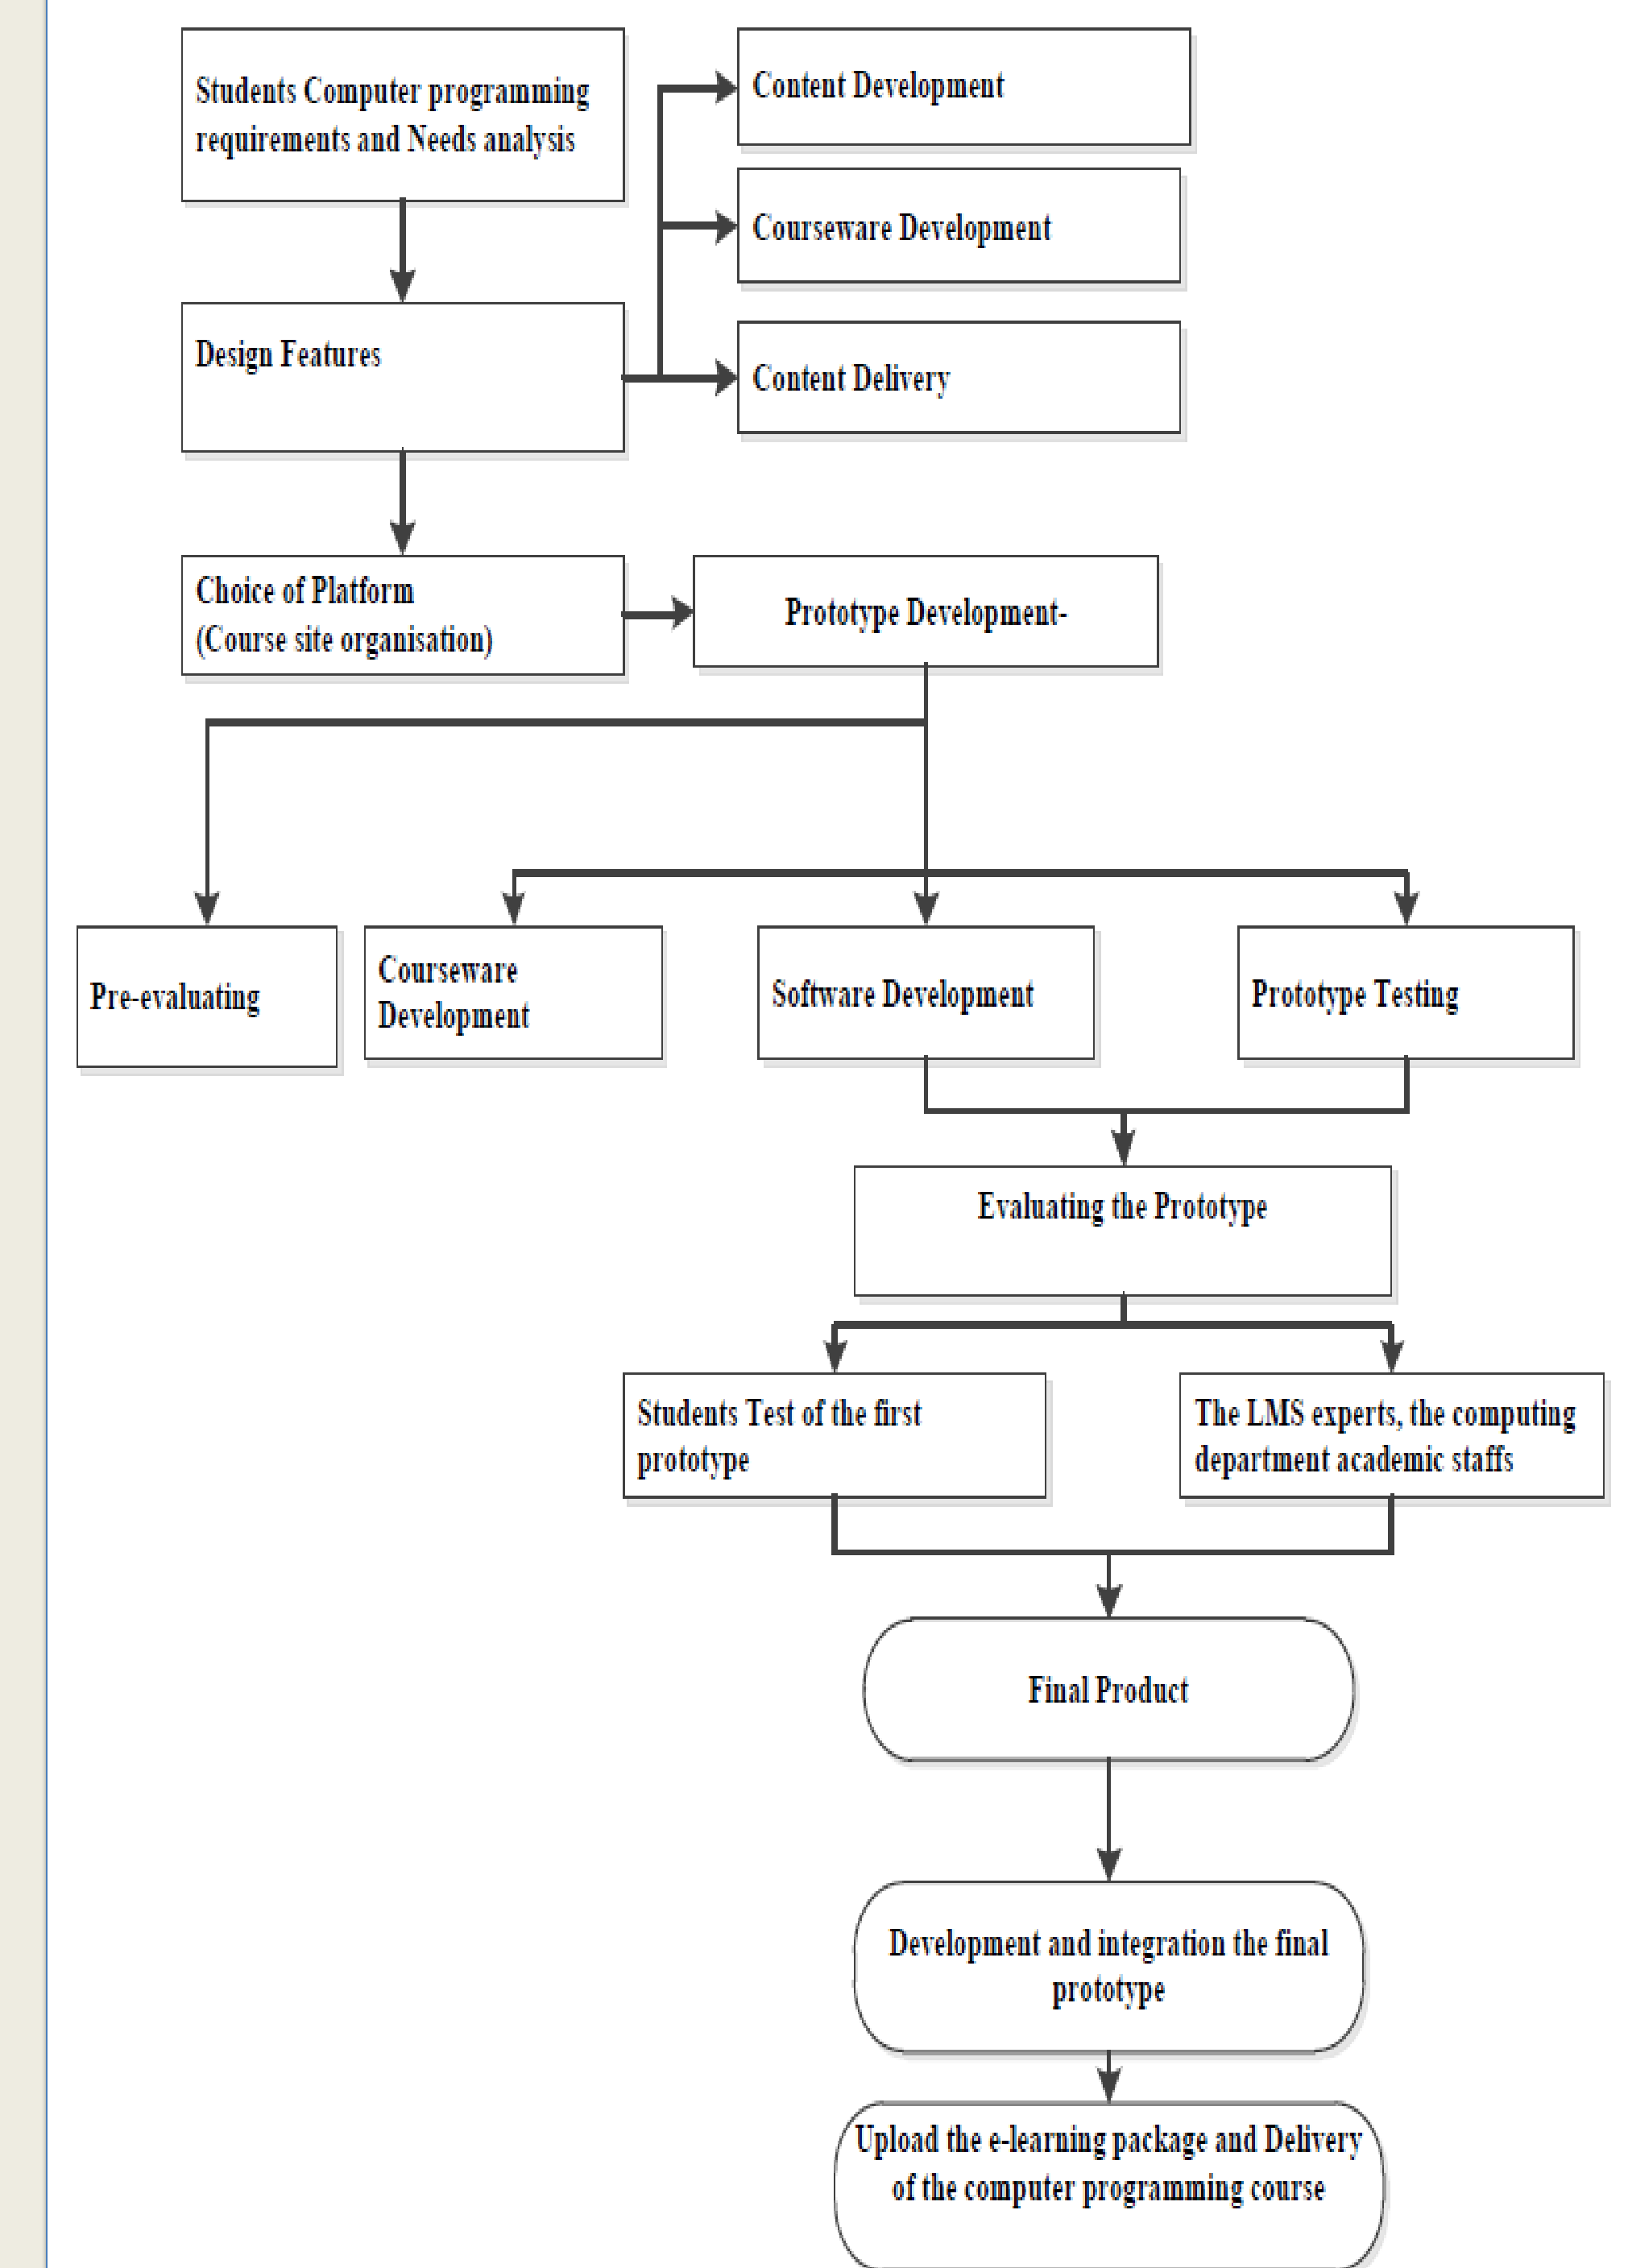 Students Computer programming
requirements and Needs analysis
Content Development
Courseware Development
Design Features
Content Delivery
Choice of Platform
(Course site organisation)
Prototype Development-
Pre-evaluating
Courseware
Development
Software Development
Prototype Testing
Evaluating the Prototype
Students Test of the first
prototype
The LMS experts, the computing
department academic staffs
Final Product
Development and integration the final
prototype
Upload the e-learning package and Delivery
of the computer programming course